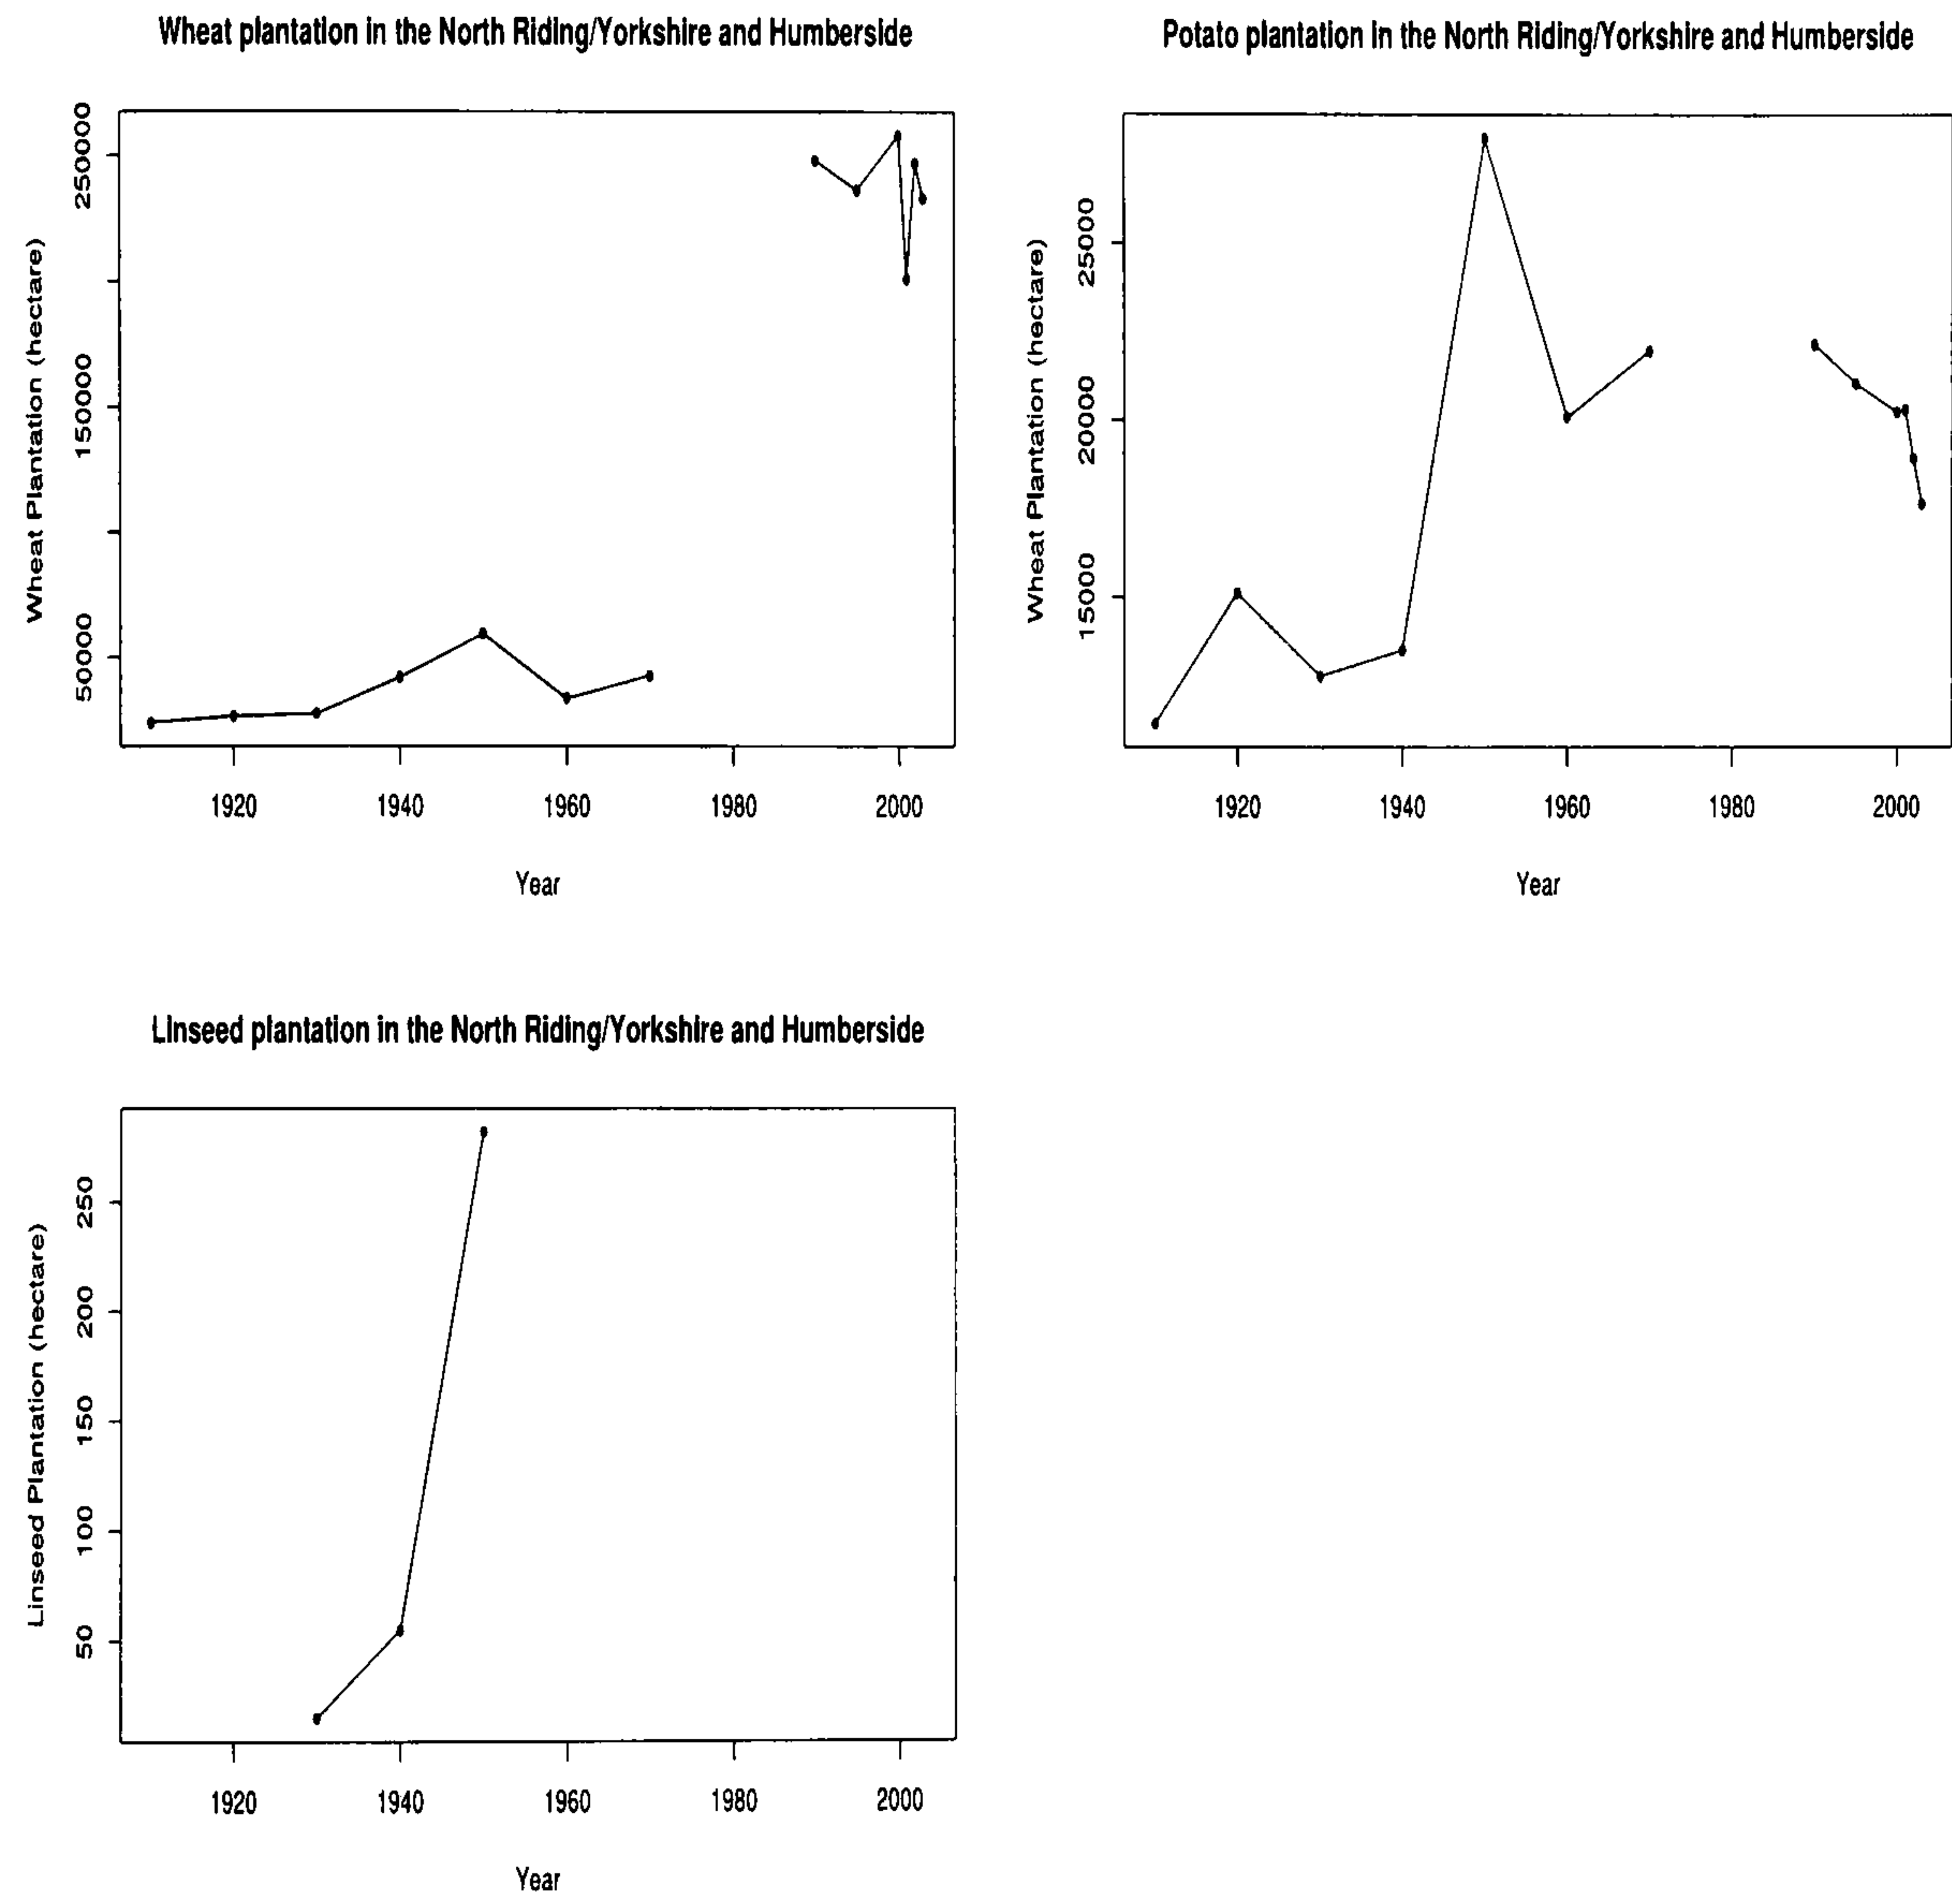 Wheat plantation in the North Riding/Yorkshire and Humberside
Wheat Plantation (hectare)
250000
150000
50000
1920 1940 1960 1980 2000
Year
Potato plantation in the North Riding/Yorkshire and Humberside
Wheat Plantation (hectare)
25000
20000
15000
1920 1940 1960 1980 2000
Year
Linseed plantation in the North Riding/Yorkshire and Humberside
Linseed Plantation (hectare)
250
200
150
100
50
1920 1940 1960 1980 2000
Year